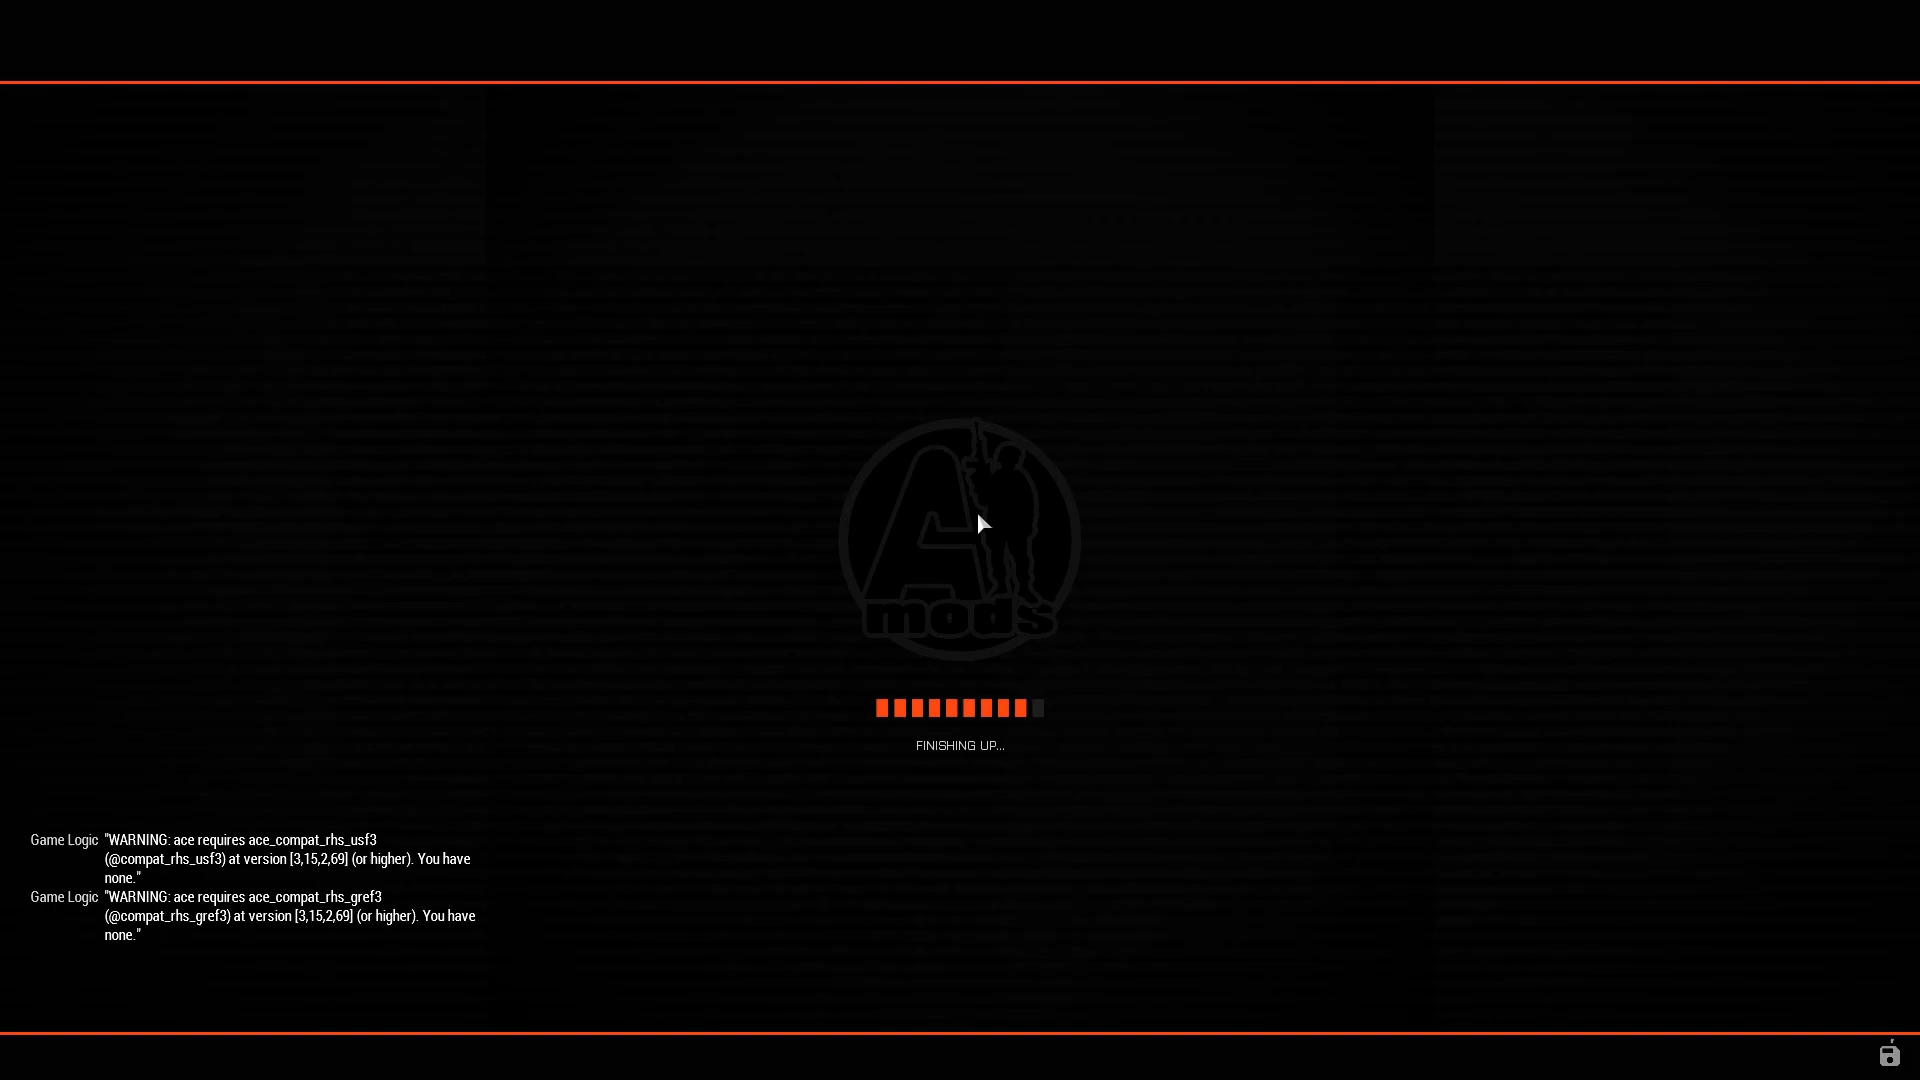 mods
FINISHING UP...
Game Logic "WARNING: ace requires ace_compat_rhs_usf3
(@compat_rhs_usf3) at version [3,15,2,69] (or higher). You have
none."
Game Logic "WARNING: ace requires ace_compat_rhs_gref3
(@compat_rhs_gref3) at version [3,15,2,69] (or higher). You have
none."